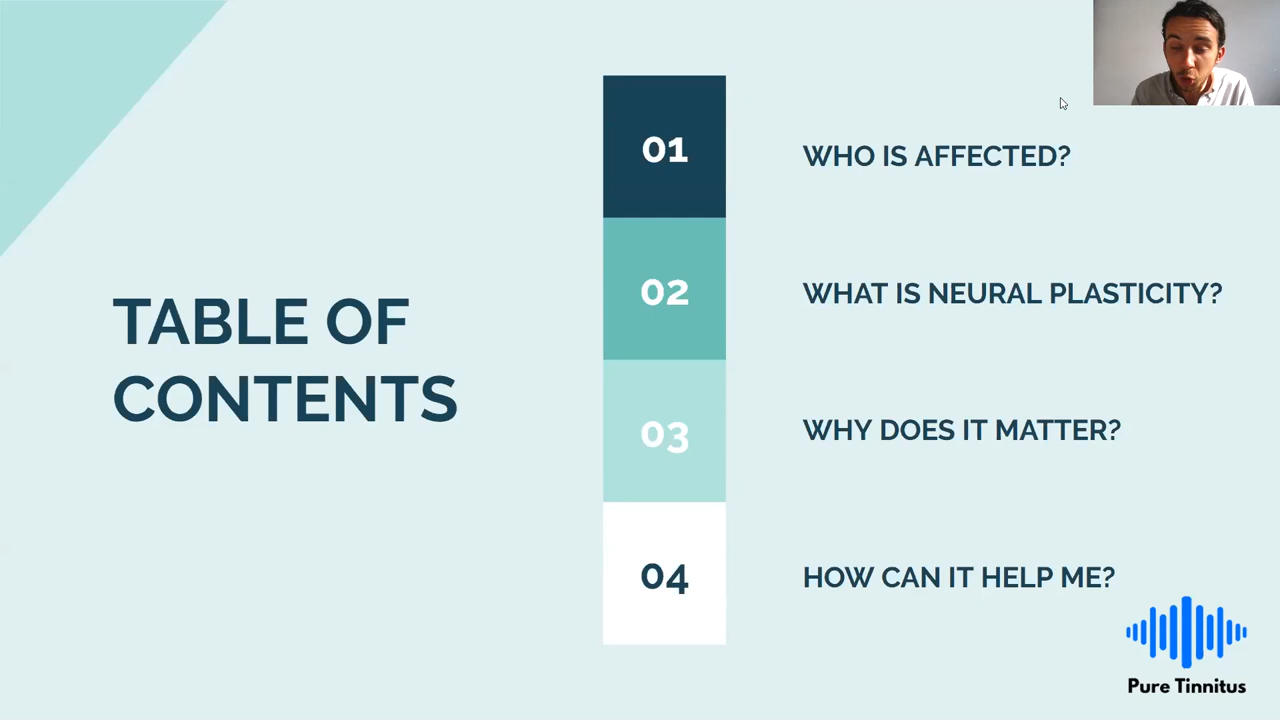 TABLE OF
CONTENTS
01
WHO IS AFFECTED?
02
WHAT IS NEURAL PLASTICITY?
03
WHY DOES IT MATTER?
04
HOW CAN IT HELP ME?
Pure Tinnitus